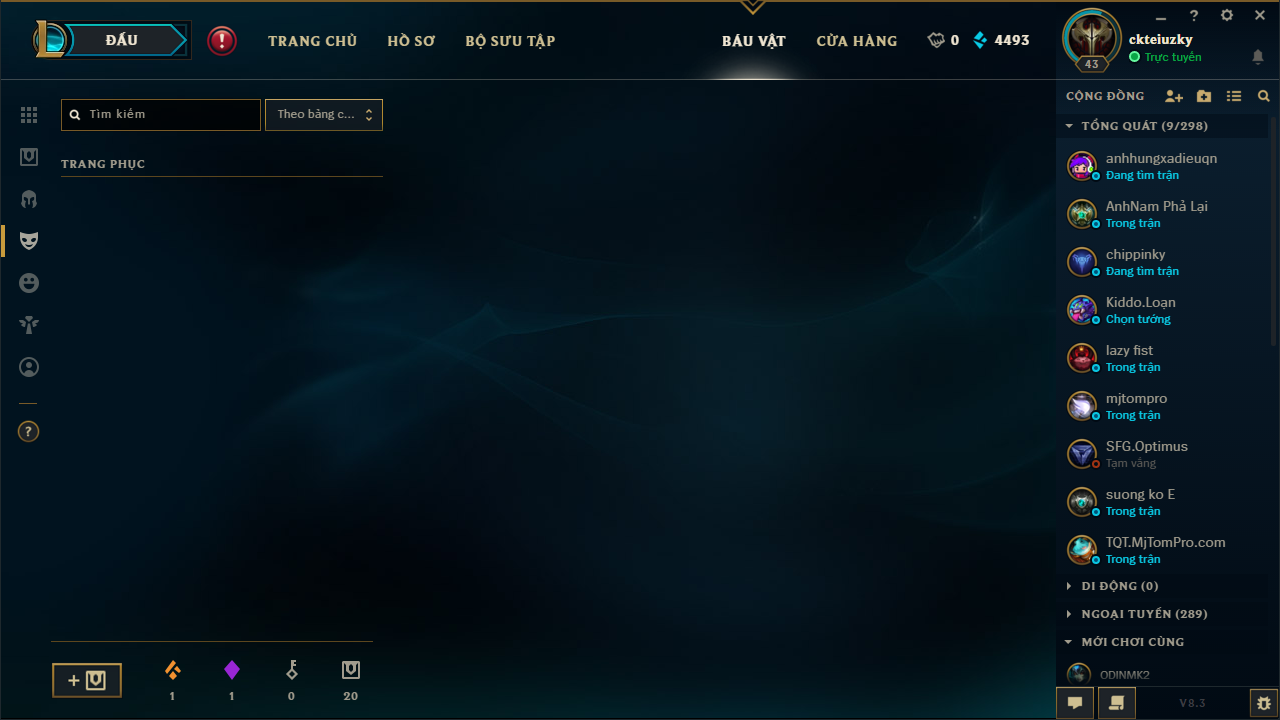 ĐẤU
TRANG CHỦ
HỒ SƠ
BỘ SƯU TẬP
BÁU VẬT
CỬA HÀNG
0
4493
ckteiuzky
Trực tuyến
43
CỘNG ĐỒNG
Tìm kiếm
Theo bảng c...
TRANG PHỤC
TỔNG QUÁT (9/298)
anhhungxadieuqn
Đang tìm trận
AnhNam Phả Lại
Trong trận
chippinky
Đang tìm trận
Kiddo.Loan
Chọn tướng
lazy fist
Trong trận
mjtompro
Trong trận
SFG.Optimus
Tạm vắng
suong ko E
Trong trận
TQT.MjTomPro.com
Trong trận
DI ĐỘNG (0)
NGOẠI TUYẾN (289)
MỚI CHƠI CÙNG
ODINMK2
1
1
0
20
V8.3